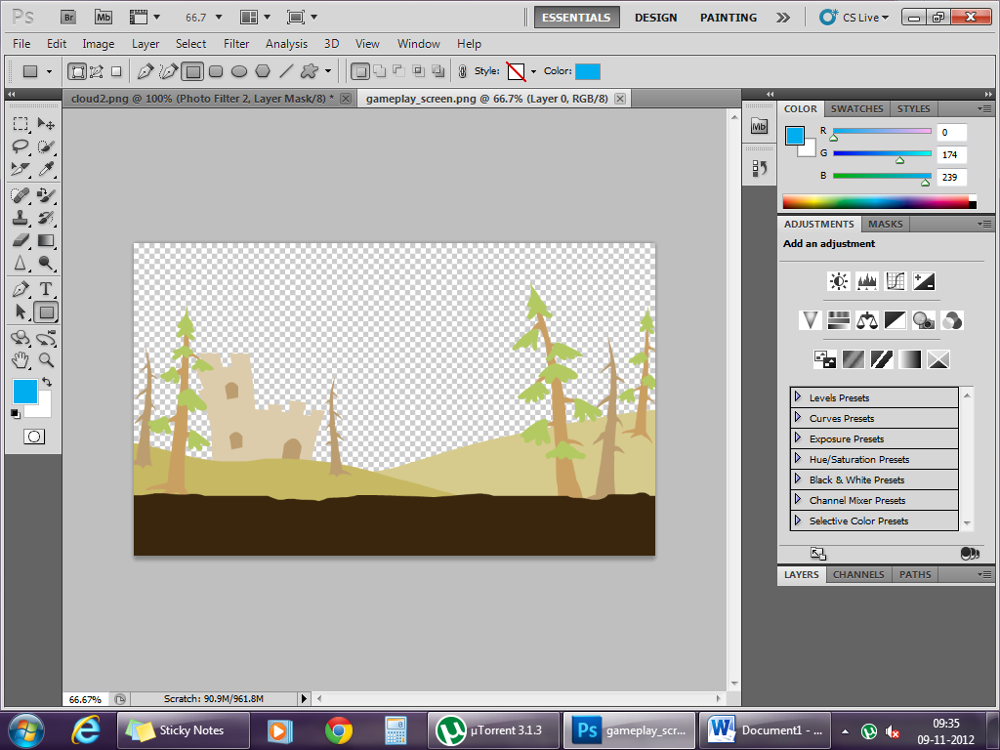 Ps Br Mb 66.7 ESSENTIALS DESIGN PAINTING CS Live
File Edit Image Layer Select Filter Analysis 3D View Window Help
Style: Color:
cloud2.png @ 100% (Photo Filter 2, Layer Mask/8) *
gameplay_screen.png @ 66.7% (Layer 0, RGB/8)
T
Mb
COLOR SWATCHES STYLES
R 0
G 174
B 239
ADJUSTMENTS MASKS
Add an adjustment
Levels Presets
Curves Presets
Exposure Presets
Hue/Saturation Presets
Black & White Presets
Channel Mixer Presets
Selective Color Presets
LAYERS CHANNELS PATHS
66.67% Scratch: 90.9M/961.8M
Sticky Notes
µTorrent 3.1.3
Ps gameplay_scr...
W Document1 - ...
09:35
09-11-2012